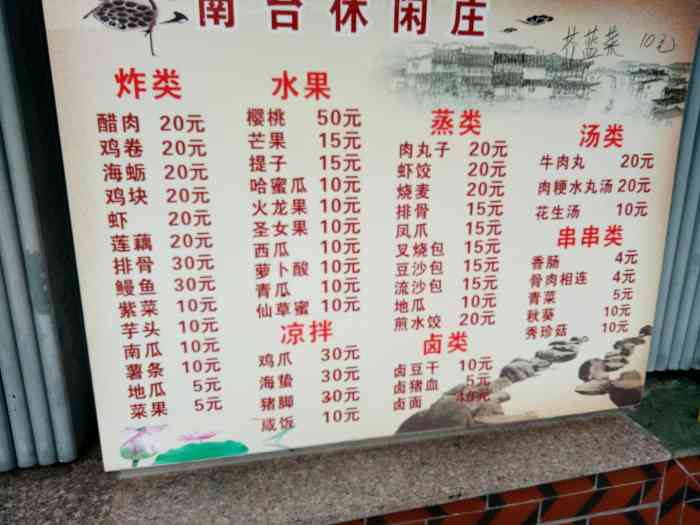 南台休闲庄
芥蓝菜 10元
炸类
醋肉 20元
鸡卷 20元
海蛎 20元
鸡块 20元
虾 20元
莲藕 20元
排骨 30元
鳗鱼 30元
紫菜 10元
芋头 10元
南瓜 10元
薯条 10元
地瓜 5元
菜果 5元
水果
樱桃 50元
芒果 15元
提子 15元
哈蜜瓜 10元
火龙果 10元
圣女果 10元
西瓜 10元
萝卜酸 10元
青瓜 10元
仙草蜜 10元
凉拌
鸡爪 30元
海蛰 30元
猪脚 30元
咸饭 10元
蒸类
肉丸子 20元
虾饺 20元
烧麦 20元
排骨 15元
凤爪 15元
叉烧包 15元
豆沙包 15元
流沙包 15元
地瓜 10元
煎水饺 20元
卤类
卤豆干 10元
卤猪血 5元
卤面
汤类
牛肉丸 20元
肉粳水丸汤 20元
花生汤 10元
串串类
香肠 4元
骨肉相连 4元
青菜 5元
秋葵 10元
秀珍菇 10元